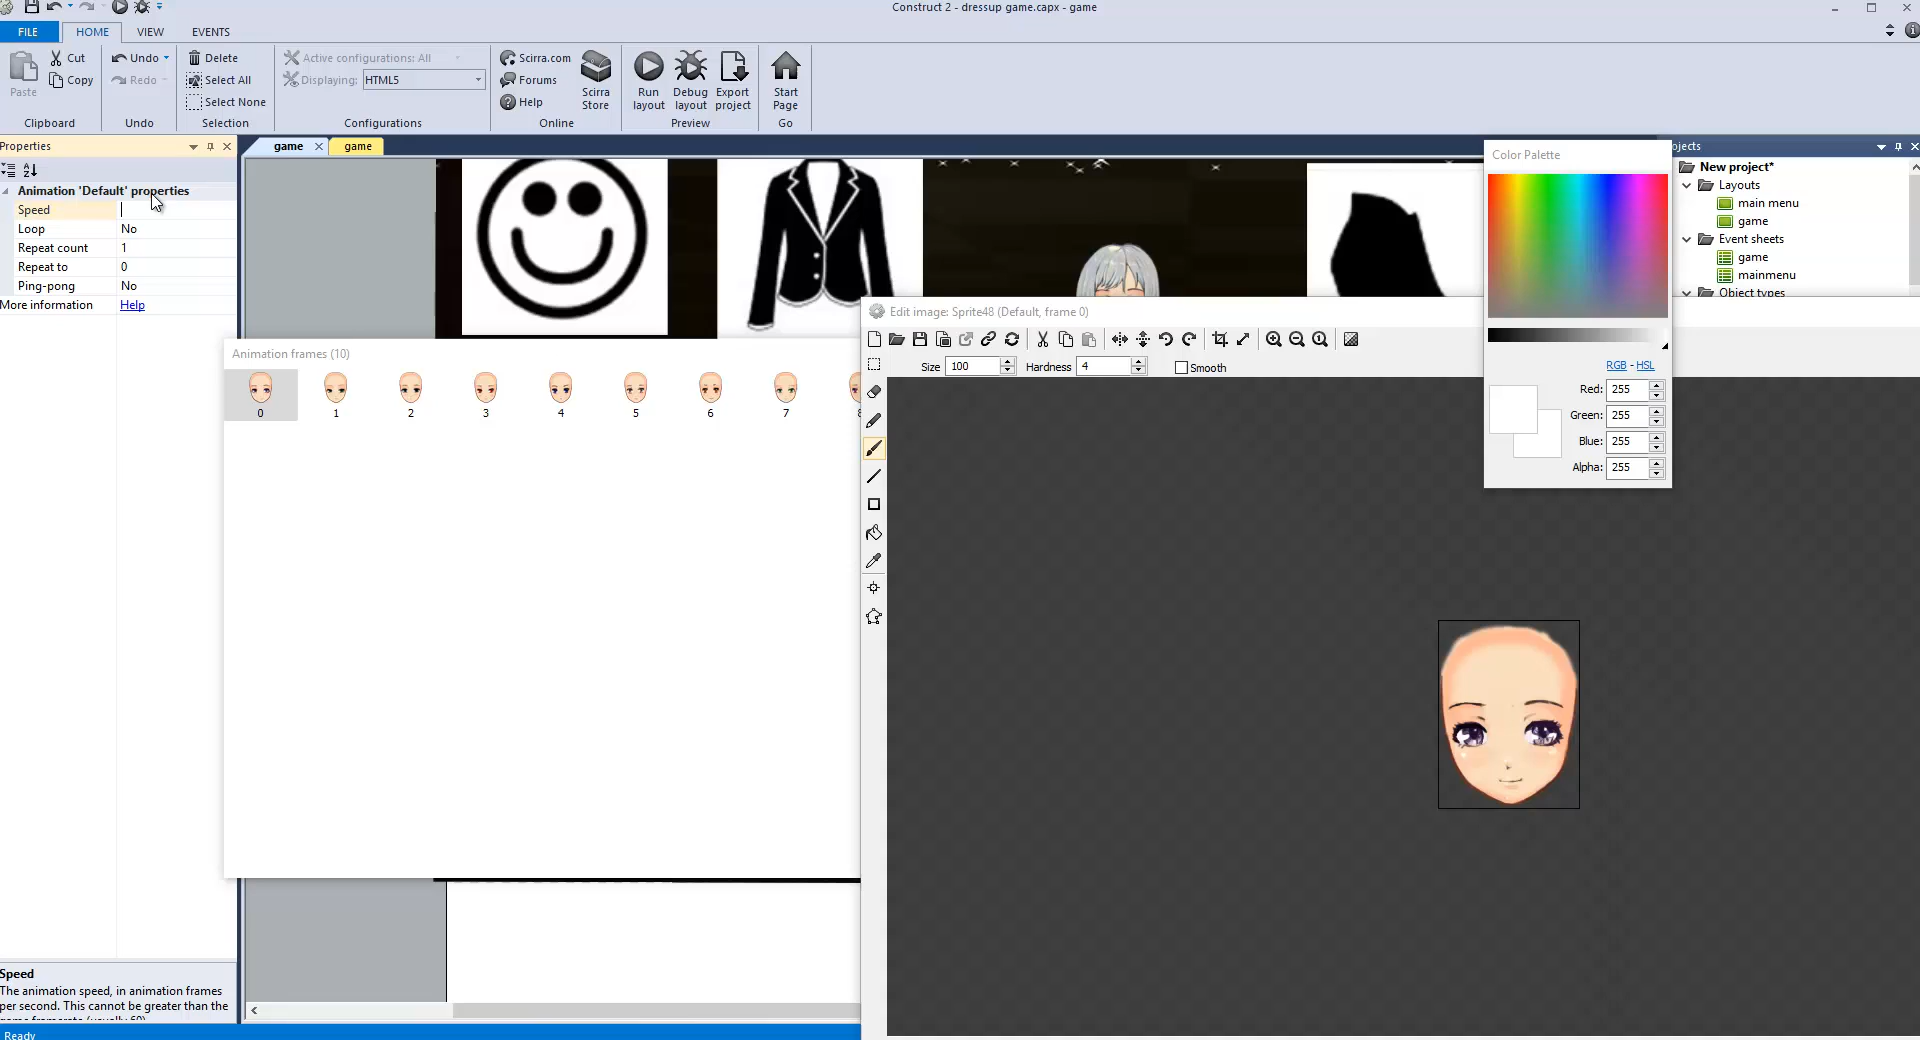 Construct 2 - dressup game.capx - game
FILE HOME VIEW EVENTS
Cut
Copy
Paste
Clipboard
Undo
Redo
Undo
Delete
Select All
Select None
Selection
Active configurations: All
Displaying: HTML5
Configurations
Scirra.com
Forums
Help
Scirra Store
Online
Run layout
Debug layout
Export project
Preview
Start Page
Go
Properties
Animation 'Default' properties
Speed
Loop No
Repeat count 1
Repeat to 0
Ping-pong No
More information Help
game
game
Animation frames (10)
0 1 2 3 4 5 6 7 8
Edit image: Sprite48 (Default, frame 0)
Size 100 Hardness 4 Smooth
Color Palette
RGB - HSL
Red: 255
Green: 255
Blue: 255
Alpha: 255
ojects
New project*
Layouts
main menu
game
Event sheets
game
mainmenu
Object types
Speed
The animation speed, in animation frames
per second. This cannot be greater than the
Ready